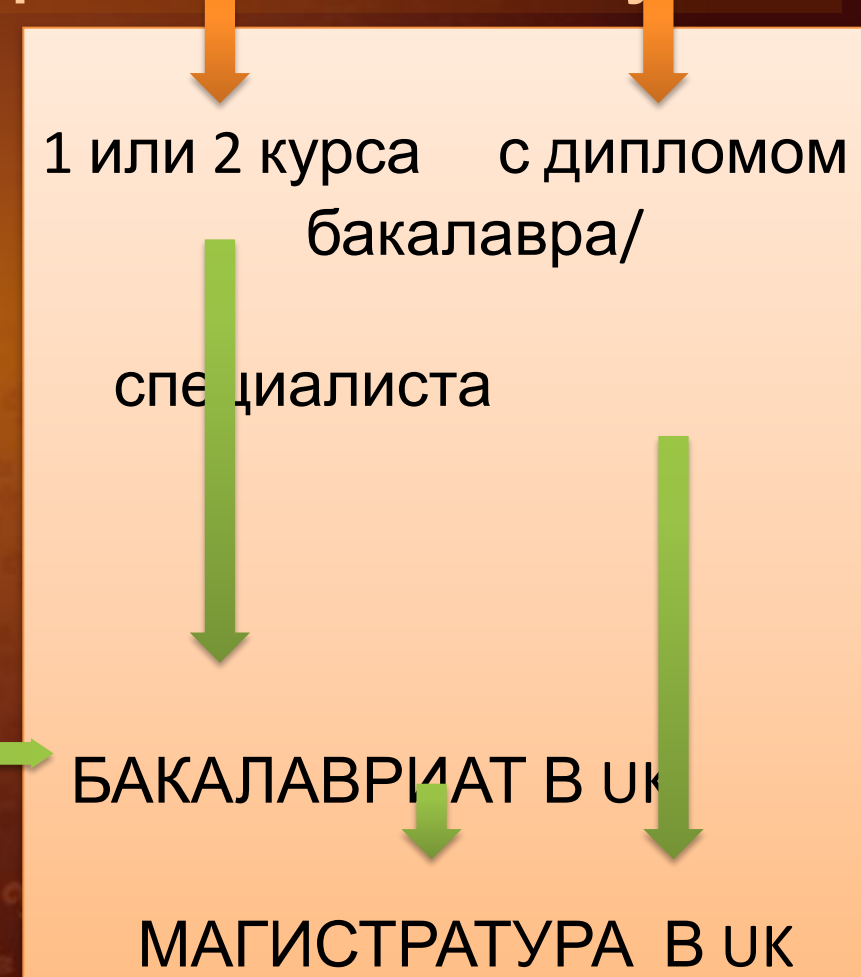 1 или 2 курса с дипломом
бакалавра/
специалиста
БАКАЛАВРИАТ В UK
МАГИСТРАТУРА В UK